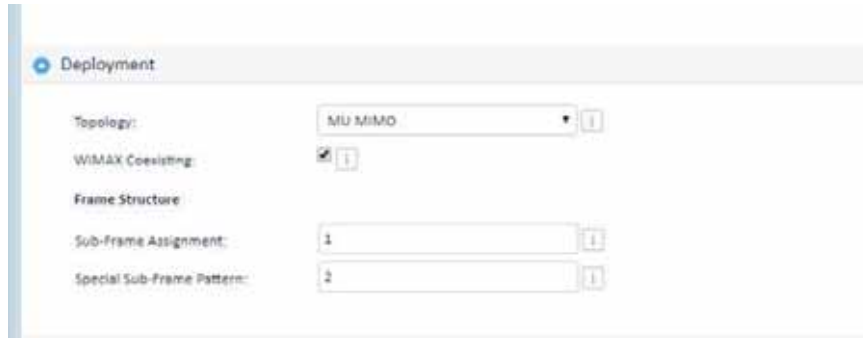 Deployment
Topology: MU MIMO
WiMAX Coexisting:
Frame Structure
Sub-Frame Assignment: 1
Special Sub-Frame Pattern: 2